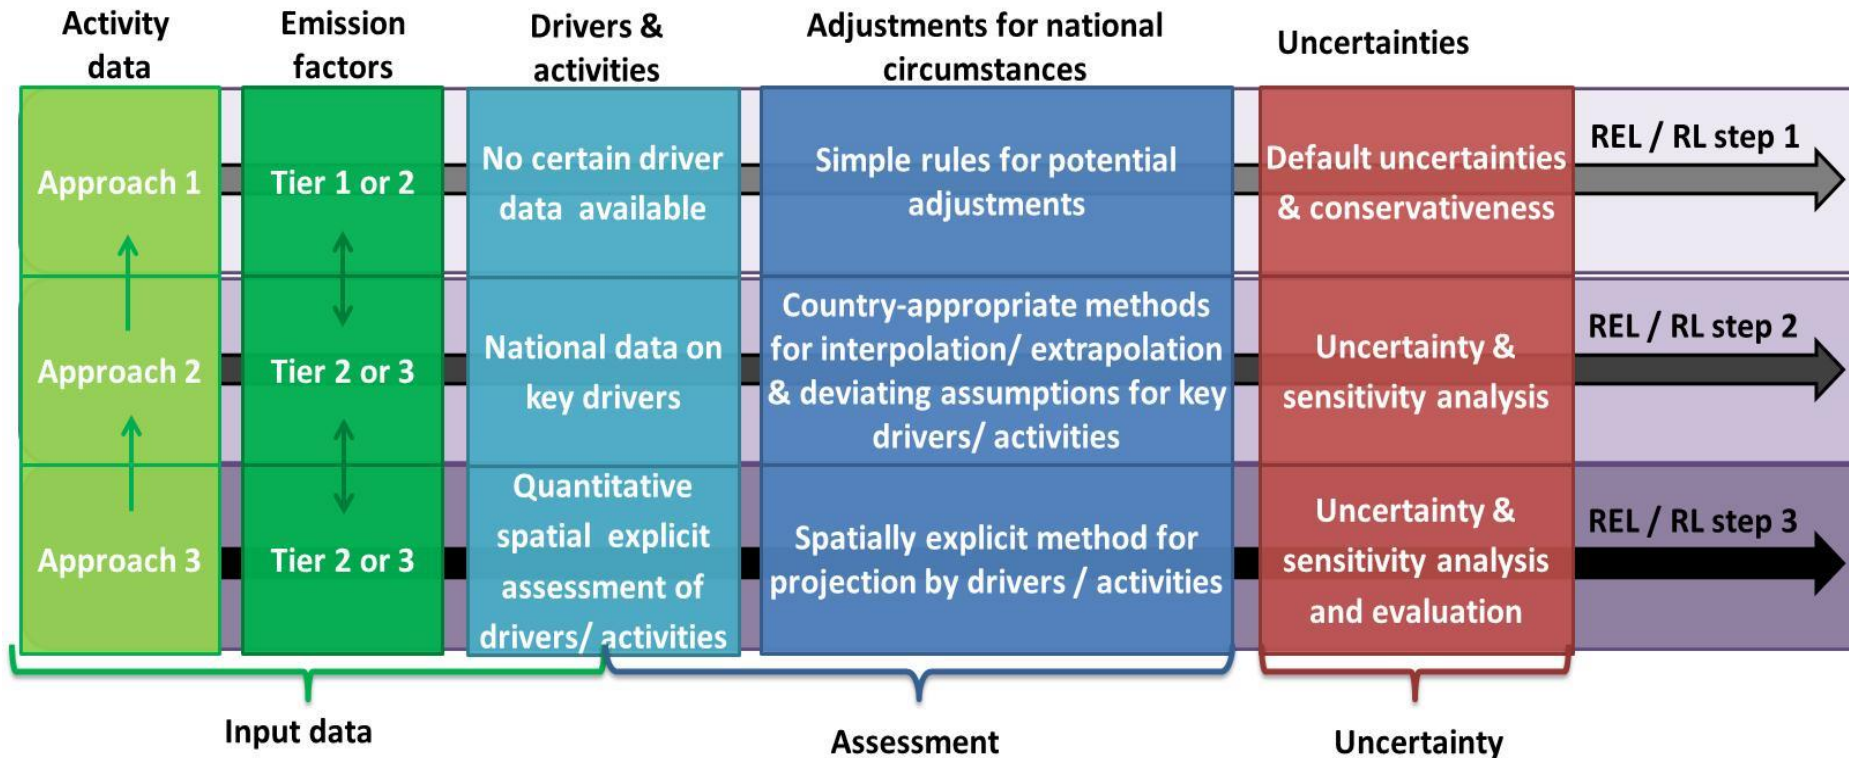 Activity
data
Emission
factors
Drivers &
activities
Adjustments for national
circumstances
Uncertainties
Approach 1
Tier 1 or 2
No certain driver
data available
Simple rules for potential
adjustments
Default uncertainties
& conservativeness
REL / RL step 1
Approach 2
Tier 2 or 3
National data on
key drivers
Country-appropriate methods
for interpolation/ extrapolation
& deviating assumptions for key
drivers/ activities
Uncertainty &
sensitivity analysis
REL / RL step 2
Approach 3
Tier 2 or 3
Quantitative
spatial explicit
assessment of
drivers/ activities
Spatially explicit method for
projection by drivers / activities
Uncertainty &
sensitivity analysis
and evaluation
REL / RL step 3
Input data
Assessment
Uncertainty